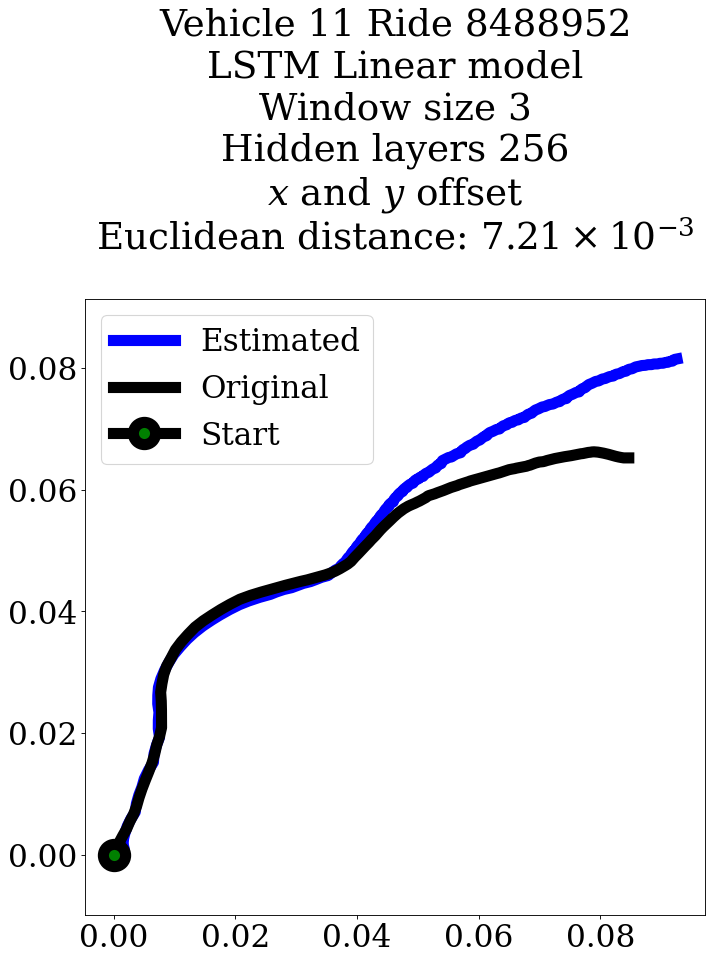 Vehicle 11 Ride 8488952
LSTM Linear model
Window size 3
Hidden layers 256
x and y offset
Euclidean distance: 7.21 × 10⁻³
Estimated
Original
Start
0.08
0.06
0.04
0.02
0.00
0.00 0.02 0.04 0.06 0.08